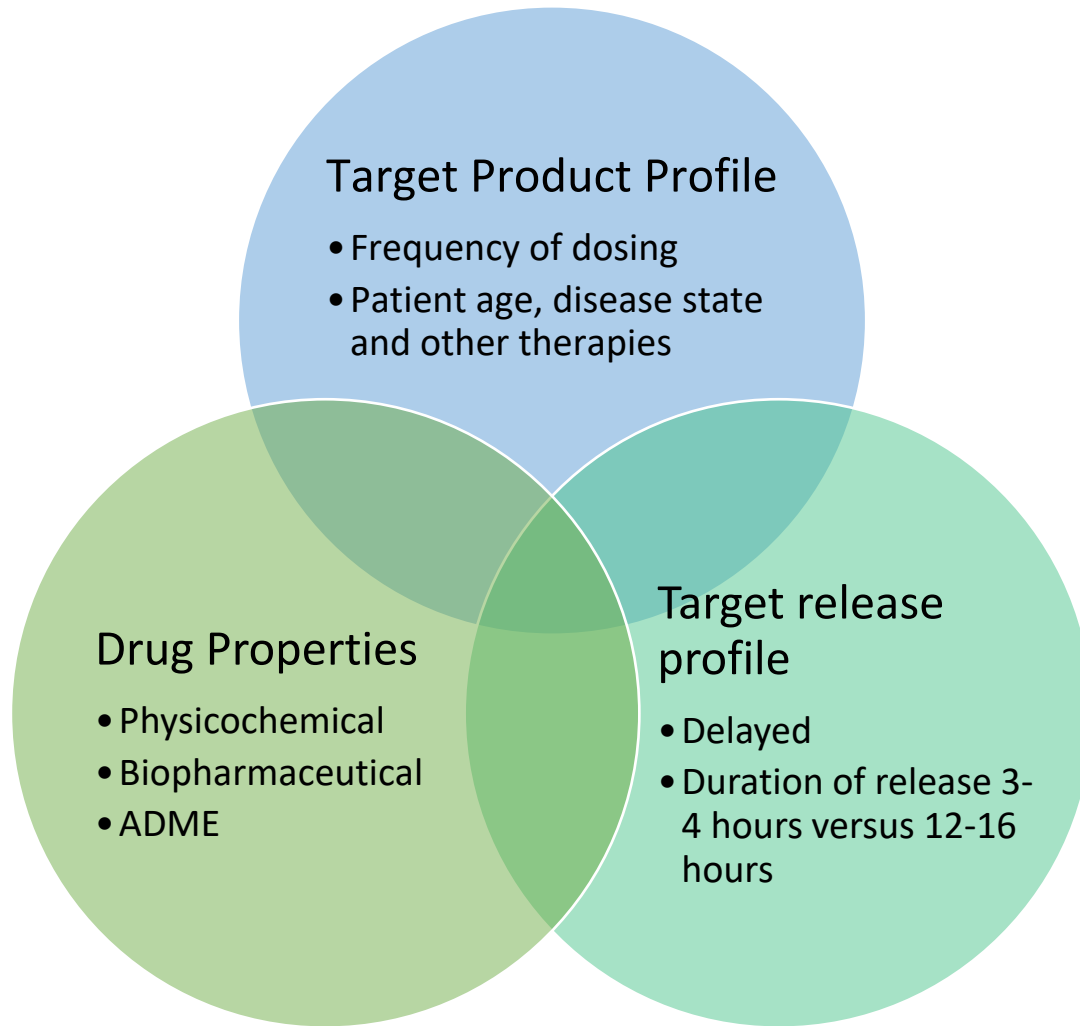 Target Product Profile
• Frequency of dosing
• Patient age, disease state
and other therapies
Drug Properties
• Physicochemical
• Biopharmaceutical
• ADME
Target release
profile
• Delayed
• Duration of release 3-
4 hours versus 12-16
hours